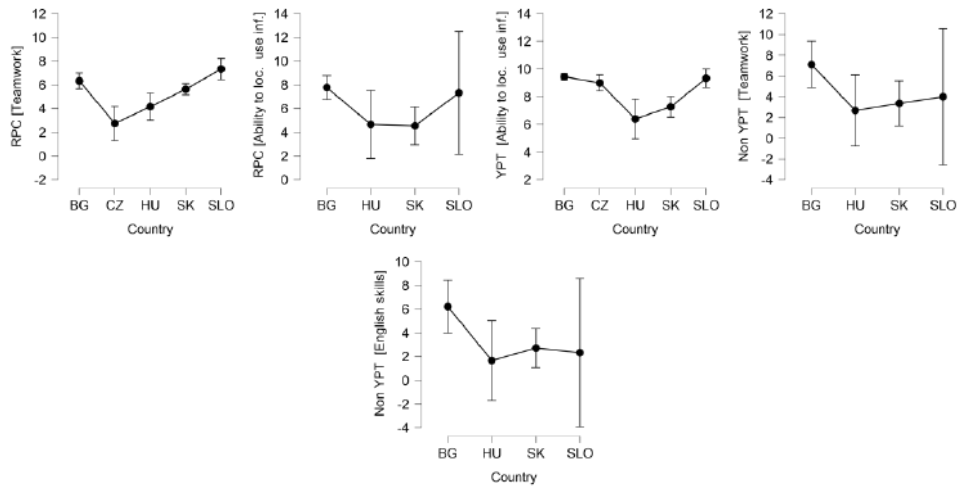 RPC [Teamwork]
12
10
8
6
4
2
0
-2
BG CZ HU SK SLO
Country
RPC [Ability to loc. use inf.]
14
12
10
8
6
4
2
0
BG HU SK SLO
Country
YPT [Ability to loc. use inf.]
14
12
10
8
6
4
2
BG CZ HU SK SLO
Country
Non YPT [Teamwork]
12
10
8
6
4
2
0
-2
-4
BG HU SK SLO
Country
Non YPT [English skills]
10
8
6
4
2
0
-2
-4
BG HU SK SLO
Country